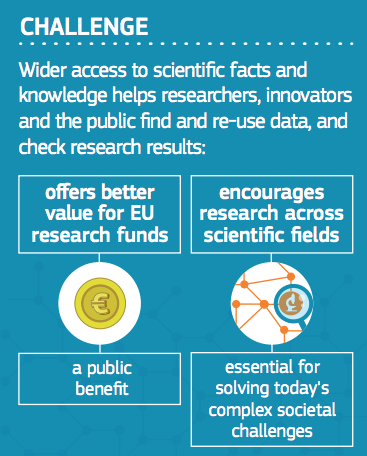 CHALLENGE
Wider access to scientific facts and
knowledge helps researchers, innovators
and the public find and re-use data, and
check research results:
offers better
value for EU
research funds
encourages
research across
scientific fields
€
a public
benefit
essential for
solving today's
complex societal
challenges